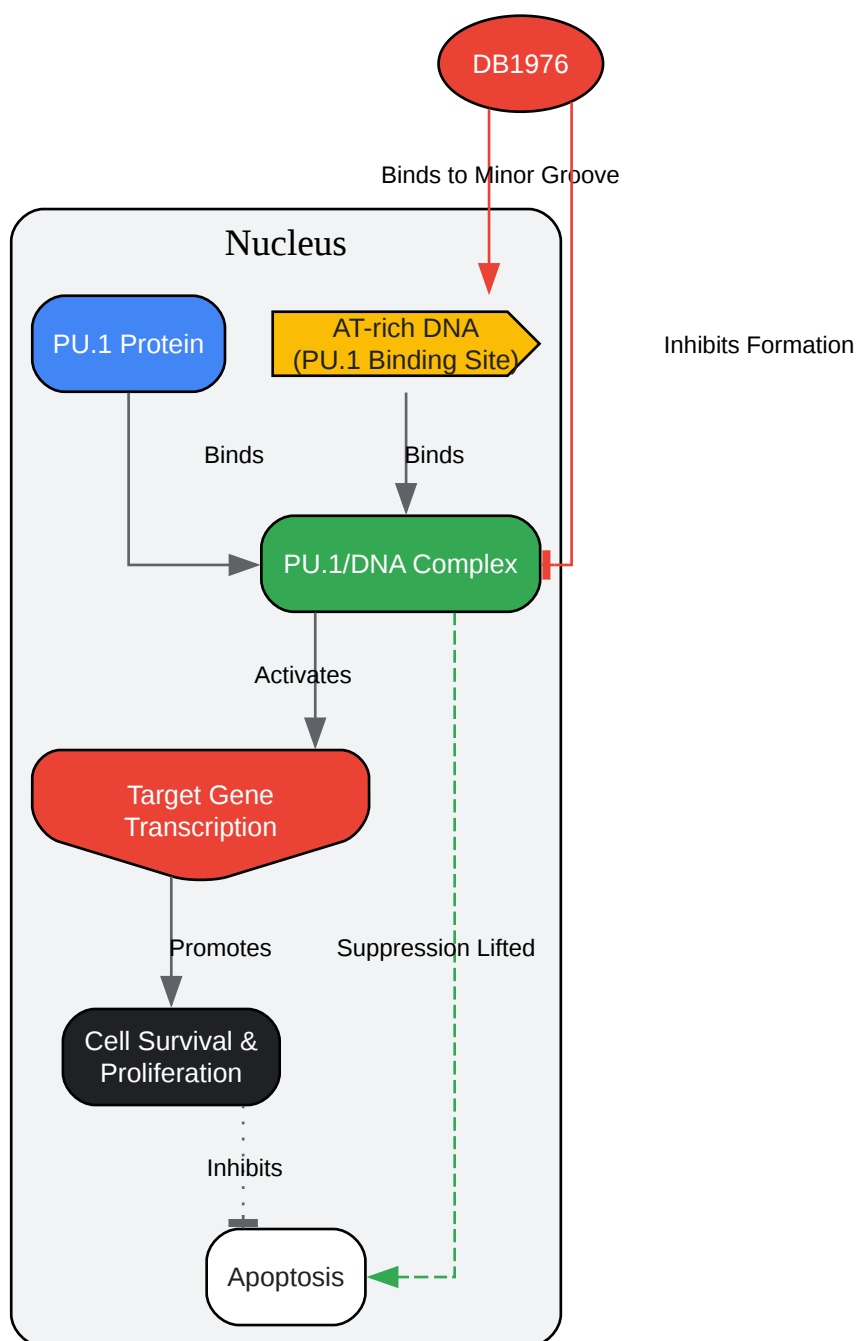 DB1976
Binds to Minor Groove
Nucleus
PU.1 Protein
AT-rich DNA
(PU.1 Binding Site)
Inhibits Formation
Binds
Binds
PU.1/DNA Complex
Activates
Target Gene
Transcription
Promotes
Suppression Lifted
Cell Survival &
Proliferation
Inhibits
Apoptosis